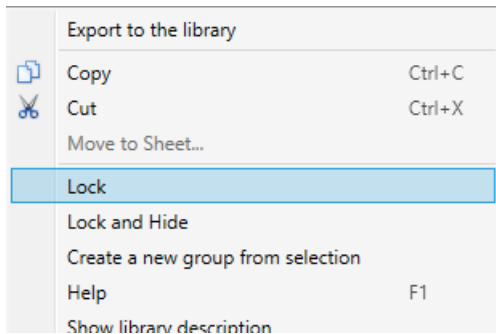 Export to the library
Copy Ctrl+C
Cut Ctrl+X
Move to Sheet...
Lock
Lock and Hide
Create a new group from selection
Help F1
Show library description